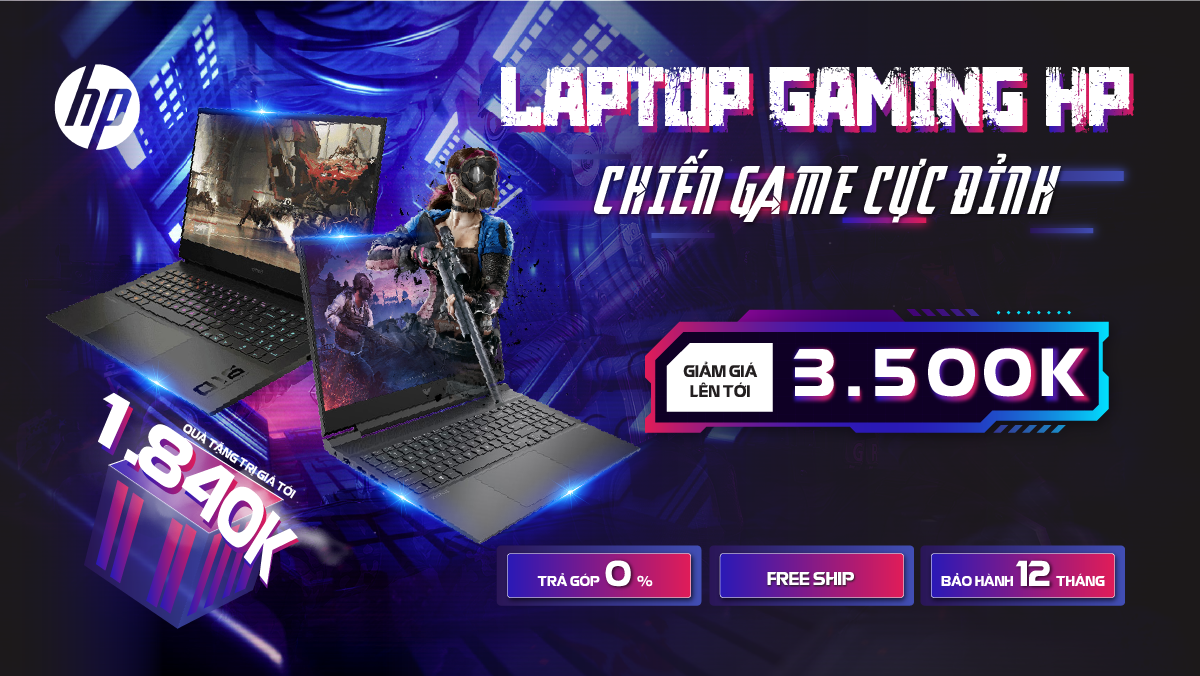 hp
LAPTOP GAMING HP
CHIẾN GAME CỰC ĐỈNH
GIẢM GIÁ
LÊN TỚI
3.500K
QUÀ TẶNG TRỊ GIÁ TỚI
1.840K
TRẢ GÓP 0 %
FREE SHIP
BẢO HÀNH 12 THÁNG